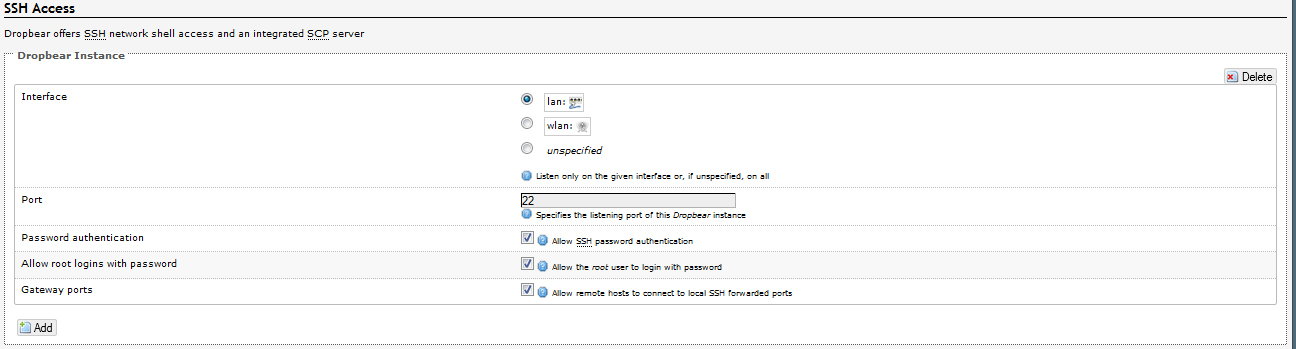 SSH Access
Dropbear offers SSH network shell access and an integrated SCP server
Dropbear Instance
Delete
Interface
lan:
wlan:
unspecified
Listen only on the given interface or, if unspecified, on all
Port
22
Specifies the listening port of this Dropbear instance
Password authentication
Allow SSH password authentication
Allow root logins with password
Allow the root user to login with password
Gateway ports
Allow remote hosts to connect to local SSH forwarded ports
Add